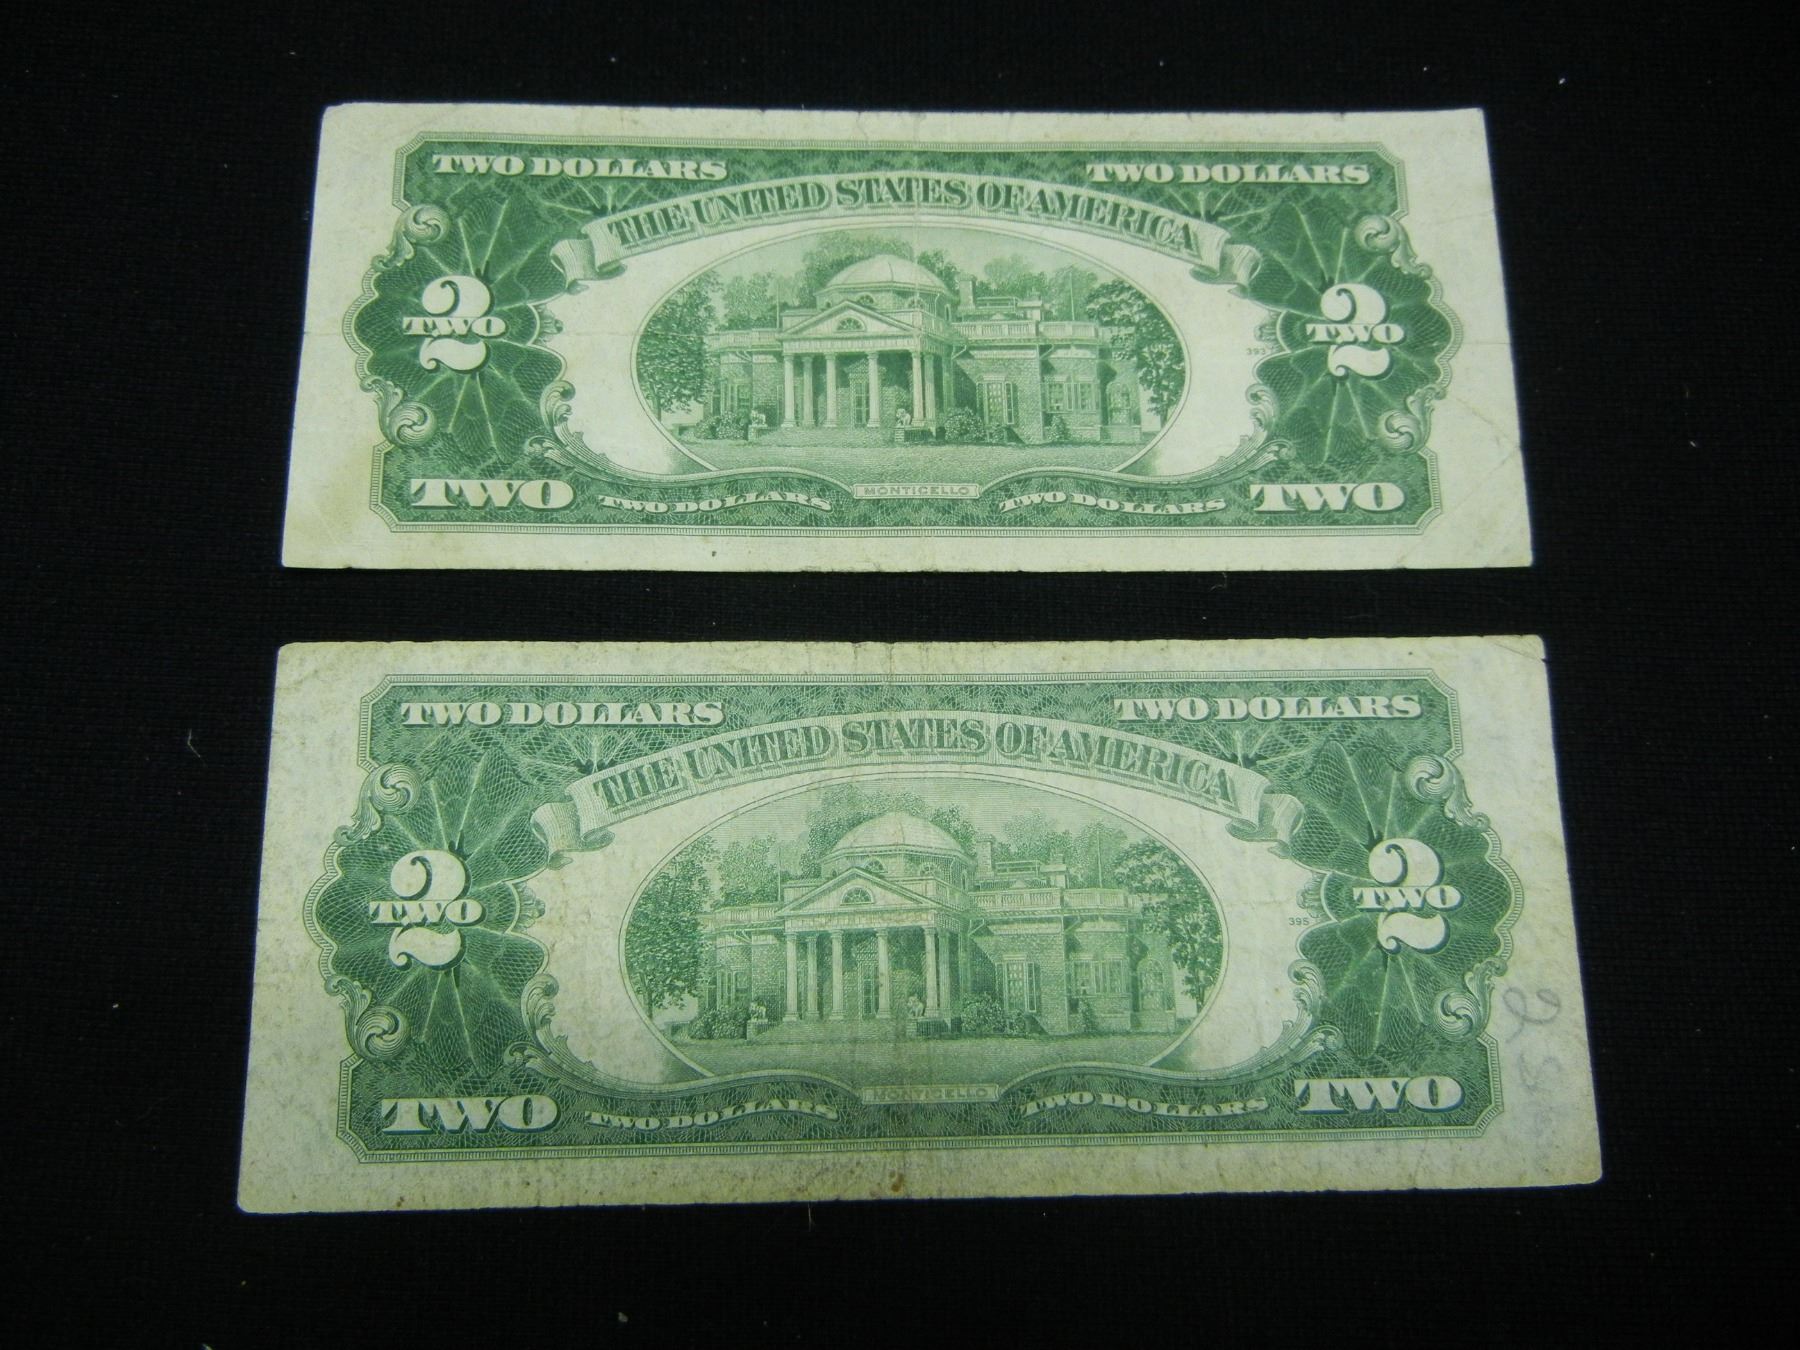 TWO DOLLARS TWO DOLLARS
THE UNITED STATES OF AMERICA
2 TWO 2 TWO
393
MONTICELLO
TWO TWO DOLLARS TWO DOLLARS TWO
TWO DOLLARS TWO DOLLARS
THE UNITED STATES OF AMERICA
2 TWO 2 TWO
395
MONTICELLO
TWO TWO DOLLARS TWO DOLLARS TWO